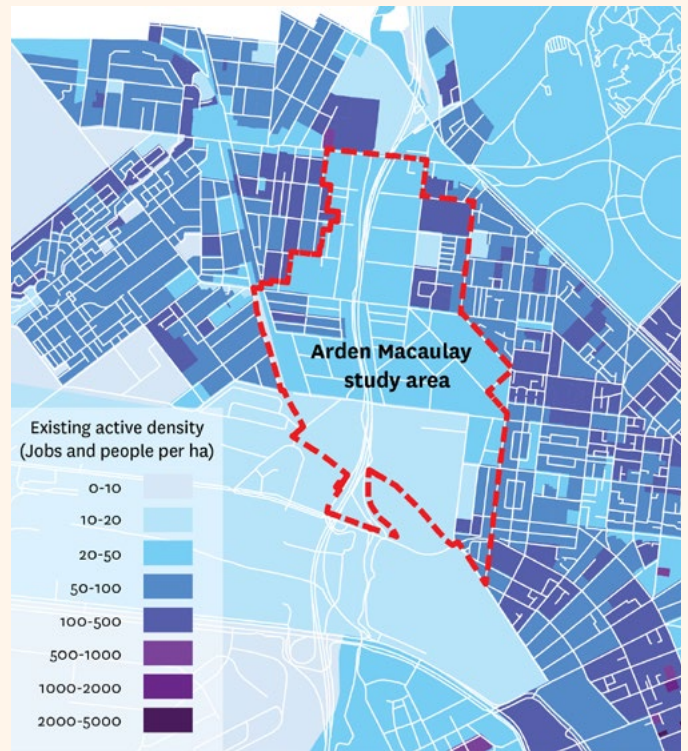 Arden Macaulay
study area
Existing active density
(Jobs and people per ha)
0-10
10-20
20-50
50-100
100-500
500-1000
1000-2000
2000-5000